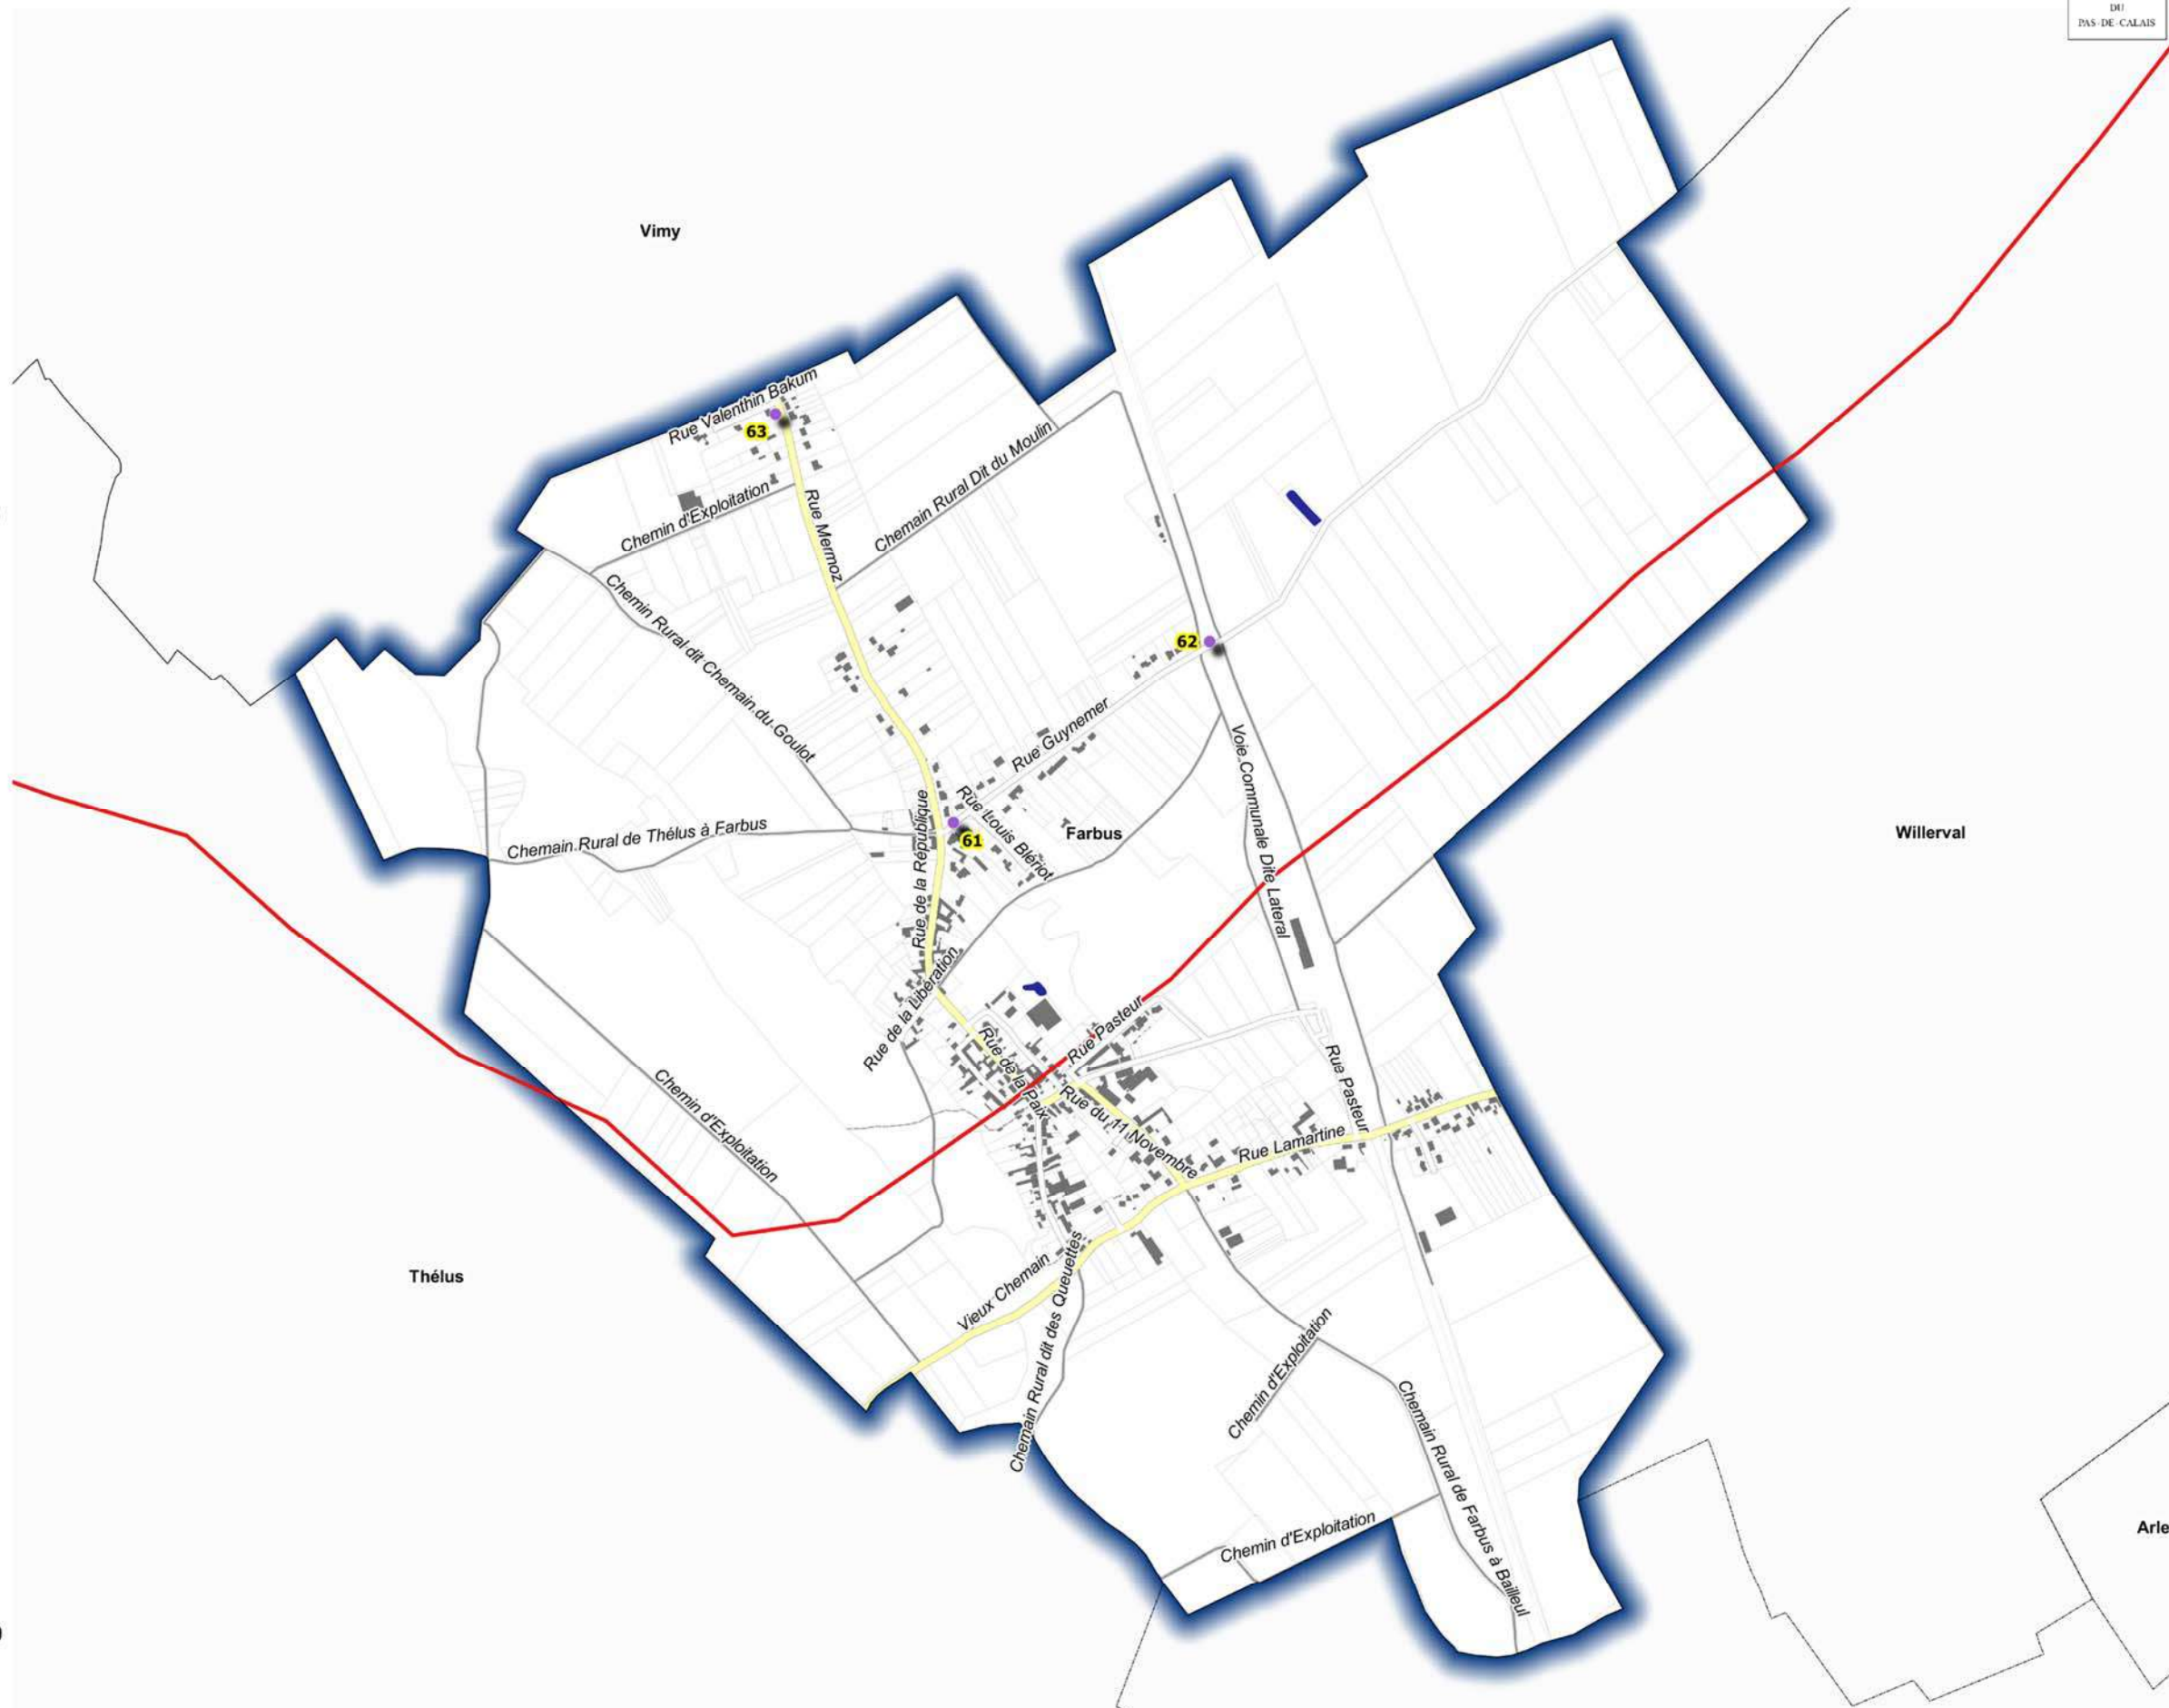 DU
PAS-DE-CALAIS
Vimy
Rue Valenthin Bakum
63
Chemin d'Exploitation
Rue Mermoz
Chemain Rural Dit du Moulin
Chemin Rural dit Chemain du Goulot
62
Rue Guynemer
Voie Communale Dite Lateral
Rue Louis Blériot
Rue de la République
Chemain Rural de Thélus à Farbus
61
Farbus
Willerval
Rue de la Libération
Rue Pasteur
Rue de la Paix
Rue Pasteur
Chemin d'Exploitation
Rue du 11 Novembre
Rue Lamartine
Thélus
Vieux Chemain
Chemain Rural dit des Queuettes
Chemin d'Exploitation
Chemain Rural de Farbus à Bailleul
Chemin d'Exploitation
Arle